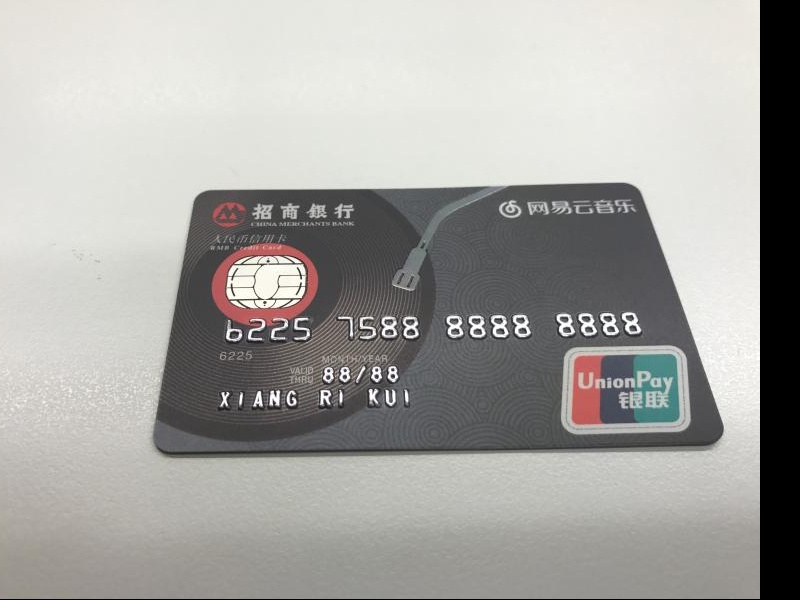 招商银行
CHINA MERCHANTS BANK
网易云音乐
人民币信用卡
RMB Credit Card
6225 7588 8888 8888
6225
MONTH/YEAR
VALID THRU 88/88
XIANG RI KUI
UnionPay
银联